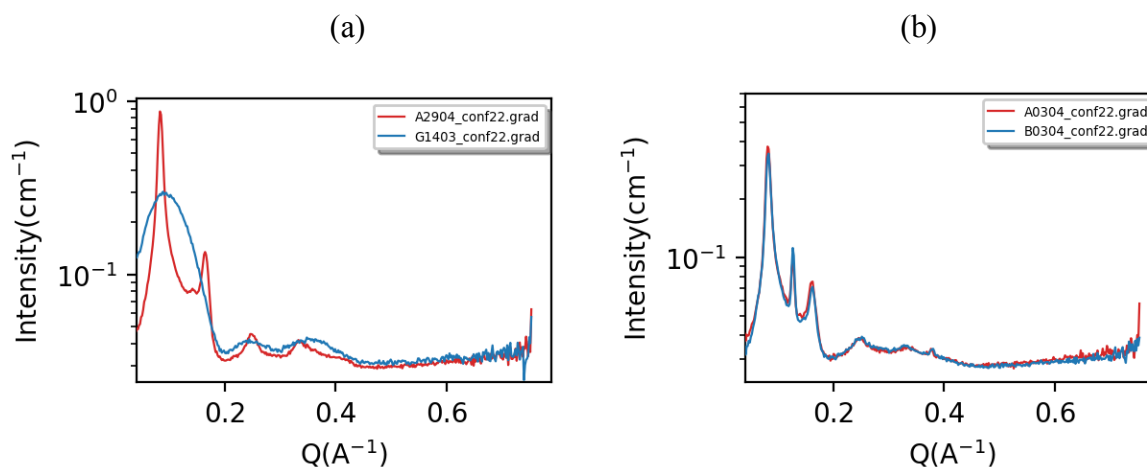 (a)
(b)
10⁰
10⁻¹
Intensity(cm⁻¹)
A2904_conf22.grad
G1403_conf22.grad
0.2
0.4
0.6
Q(A⁻¹)
10⁻¹
Intensity(cm⁻¹)
A0304_conf22.grad
B0304_conf22.grad
0.2
0.4
0.6
Q(A⁻¹)